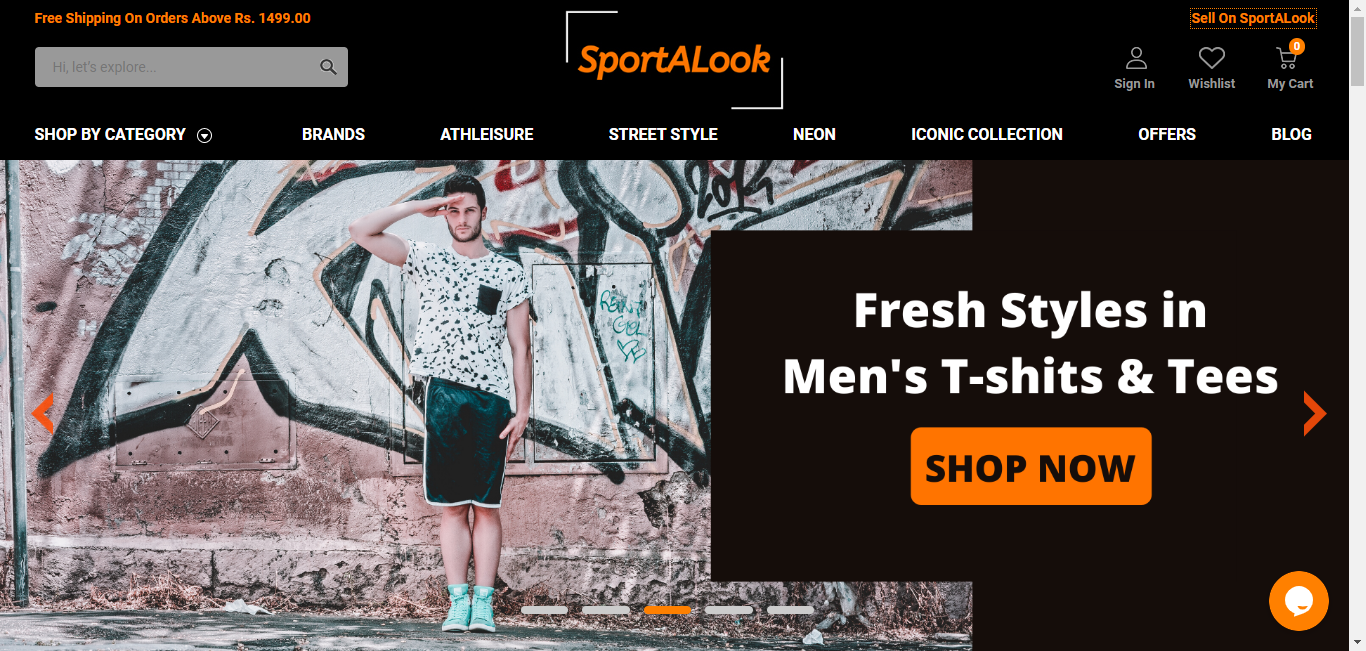 Free Shipping On Orders Above Rs. 1499.00
Sell On SportALook
Hi, let's explore...
SportALook
0
Sign In
Wishlist
My Cart
SHOP BY CATEGORY
BRANDS
ATHLEISURE
STREET STYLE
NEON
ICONIC COLLECTION
OFFERS
BLOG
Fresh Styles in
Men's T-shits & Tees
SHOP NOW